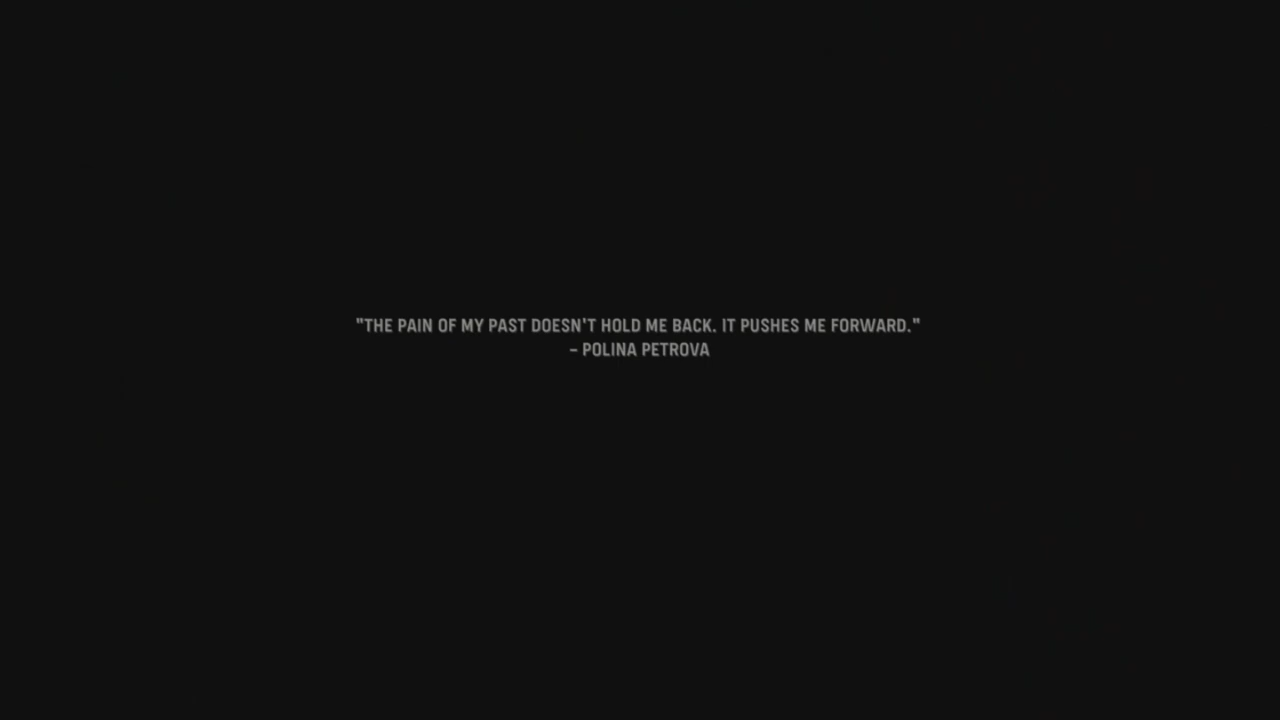 "THE PAIN OF MY PAST DOESN'T HOLD ME BACK. IT PUSHES ME FORWARD."
– POLINA PETROVA